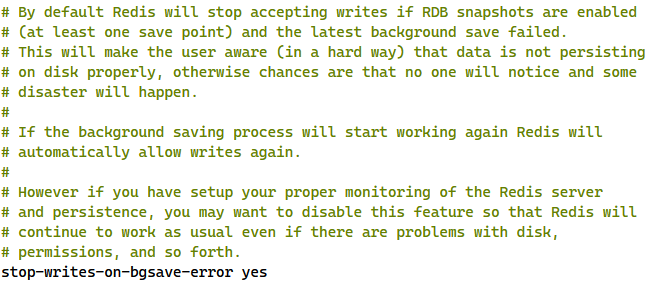 # By default Redis will stop accepting writes if RDB snapshots are enabled
# (at least one save point) and the latest background save failed.
# This will make the user aware (in a hard way) that data is not persisting
# on disk properly, otherwise chances are that no one will notice and some
# disaster will happen.
#
# If the background saving process will start working again Redis will
# automatically allow writes again.
#
# However if you have setup your proper monitoring of the Redis server
# and persistence, you may want to disable this feature so that Redis will
# continue to work as usual even if there are problems with disk,
# permissions, and so forth.
stop-writes-on-bgsave-error yes